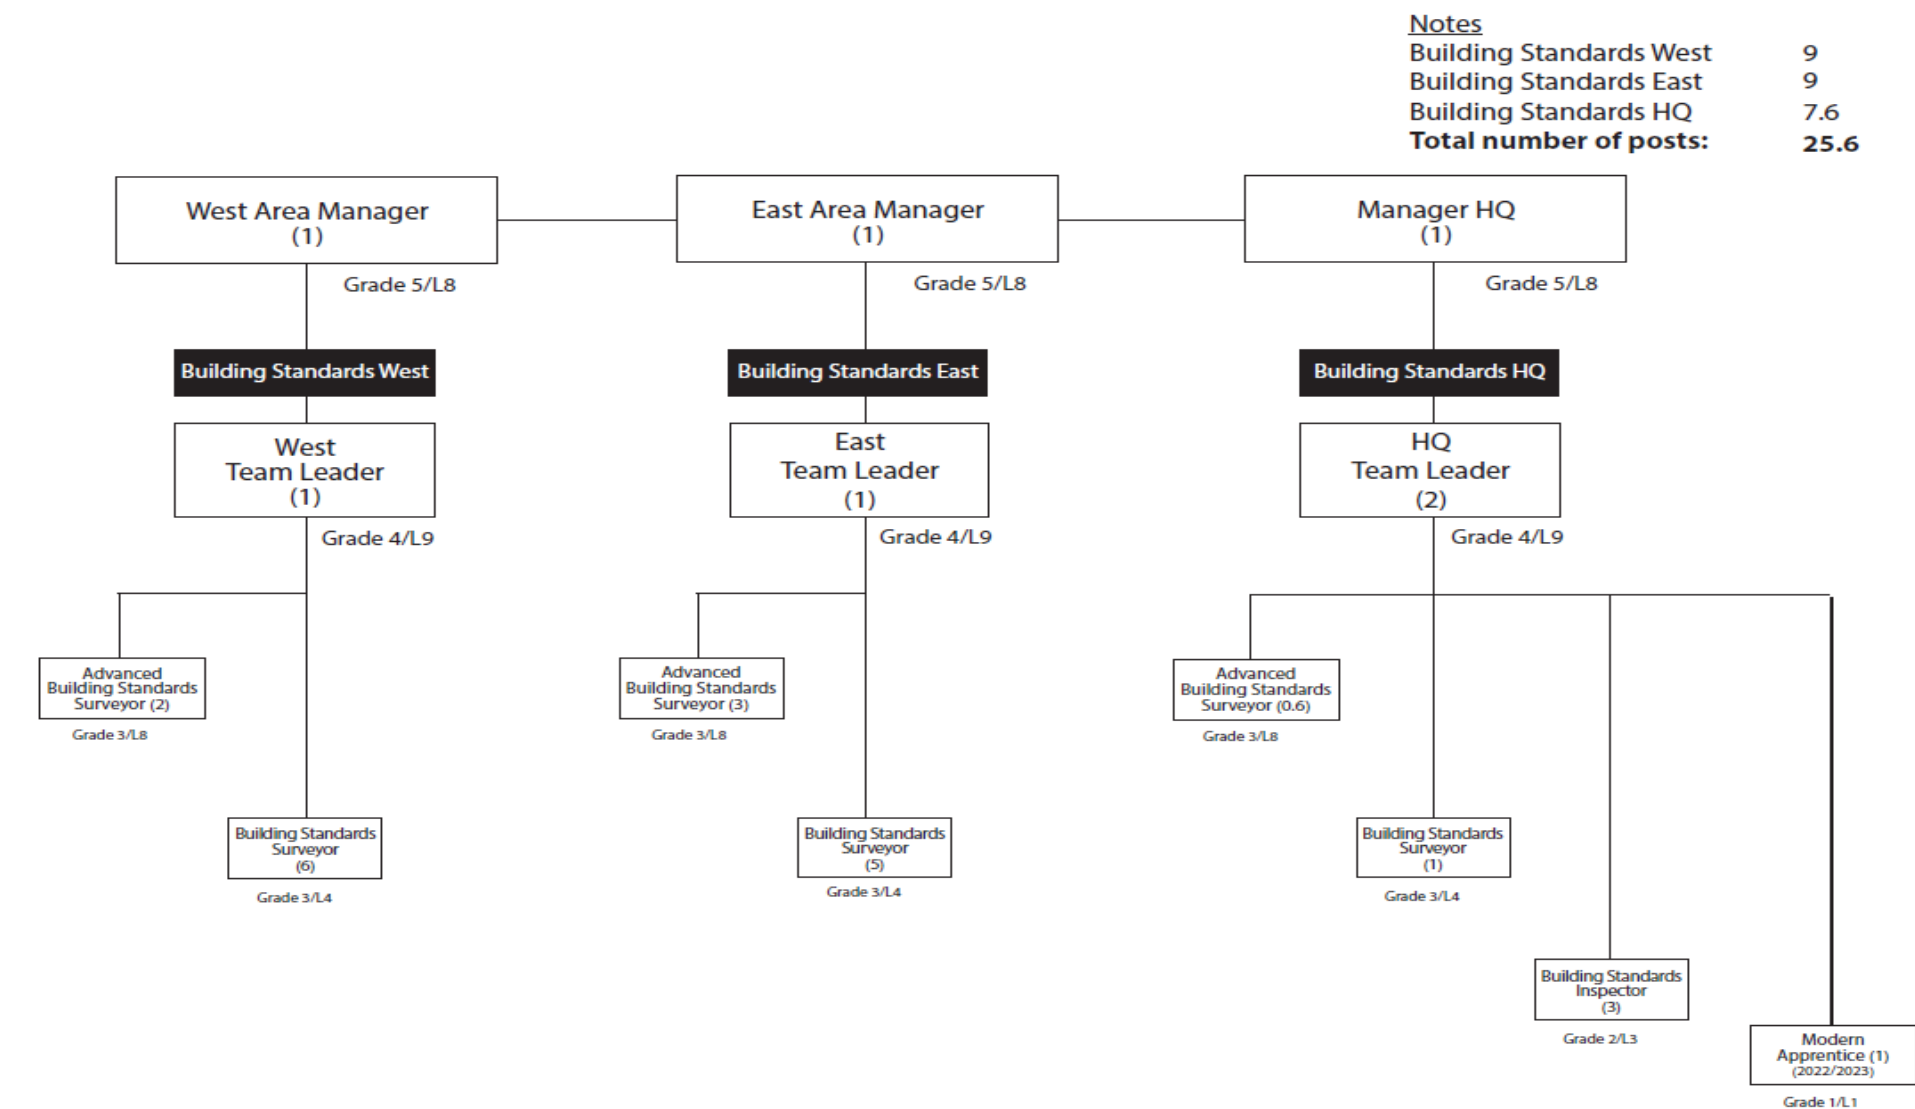 Notes
Building Standards West 9
Building Standards East 9
Building Standards HQ 7.6
Total number of posts: 25.6
West Area Manager
(1)
Grade 5/L8
East Area Manager
(1)
Grade 5/L8
Manager HQ
(1)
Grade 5/L8
Building Standards West
Building Standards East
Building Standards HQ
West
Team Leader
(1)
Grade 4/L9
East
Team Leader
(1)
Grade 4/L9
HQ
Team Leader
(2)
Grade 4/L9
Advanced
Building Standards
Surveyor (2)
Grade 3/L8
Advanced
Building Standards
Surveyor (3)
Grade 3/L8
Advanced
Building Standards
Surveyor (0.6)
Grade 3/L8
Building Standards
Surveyor
(6)
Grade 3/L4
Building Standards
Surveyor
(5)
Grade 3/L4
Building Standards
Surveyor
(1)
Grade 3/L4
Building Standards
Inspector
(3)
Grade 2/L3
Modern
Apprentice (1)
(2022/2023)
Grade 1/L1